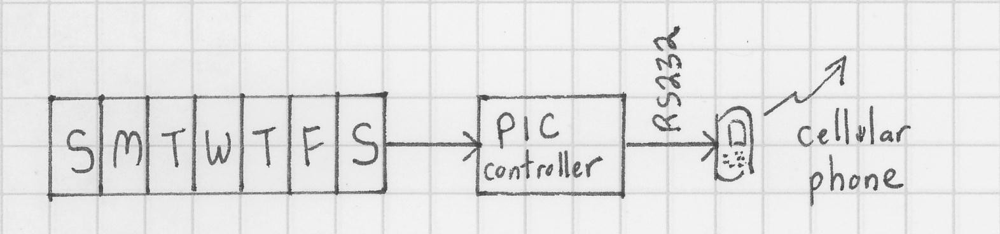 S M T W T F S
PIC
controller
RS232
cellular
phone